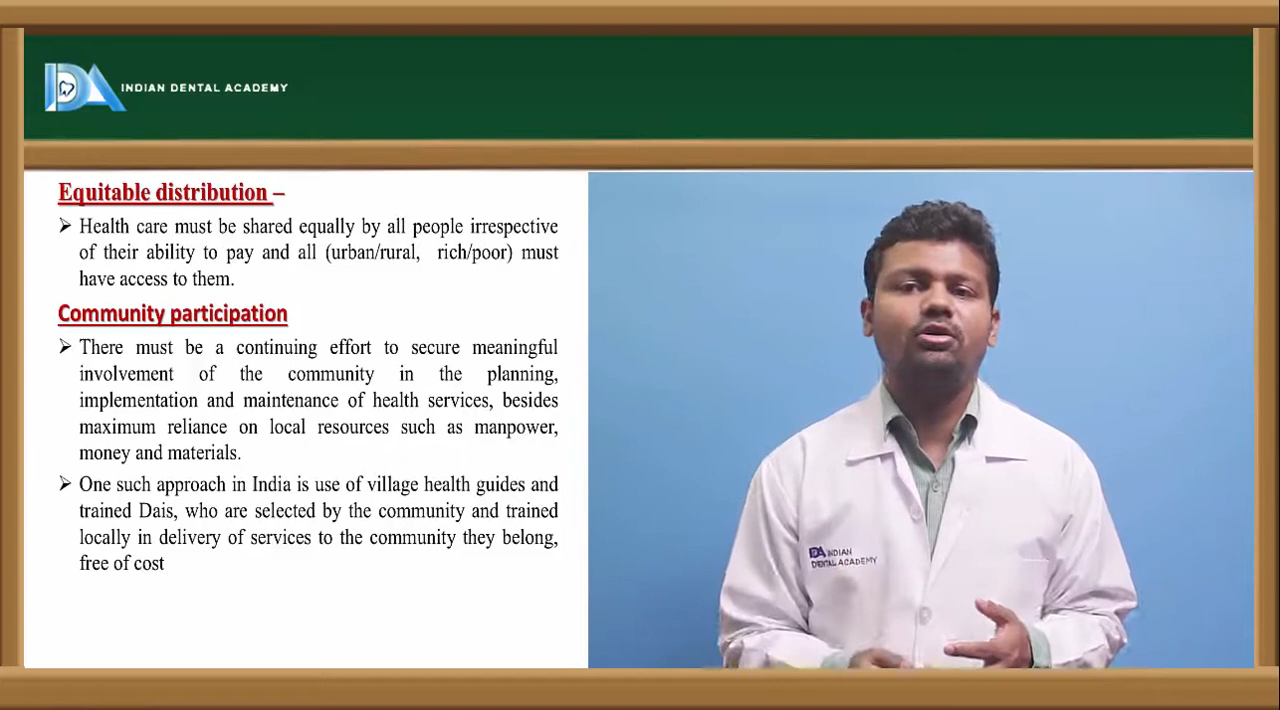 IDA INDIAN DENTAL ACADEMY
Equitable distribution –
➢ Health care must be shared equally by all people irrespective
of their ability to pay and all (urban/rural, rich/poor) must
have access to them.
Community participation
➢ There must be a continuing effort to secure meaningful
involvement of the community in the planning,
implementation and maintenance of health services, besides
maximum reliance on local resources such as manpower,
money and materials.
➢ One such approach in India is use of village health guides and
trained Dais, who are selected by the community and trained
locally in delivery of services to the community they belong,
free of cost
IDA INDIAN
DENTAL ACADEMY